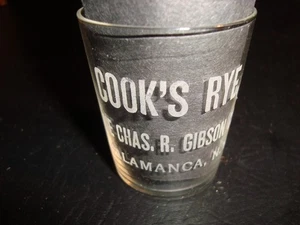 COOK'S RYE
CHAS. R. GIBSON
LAMANCA, N